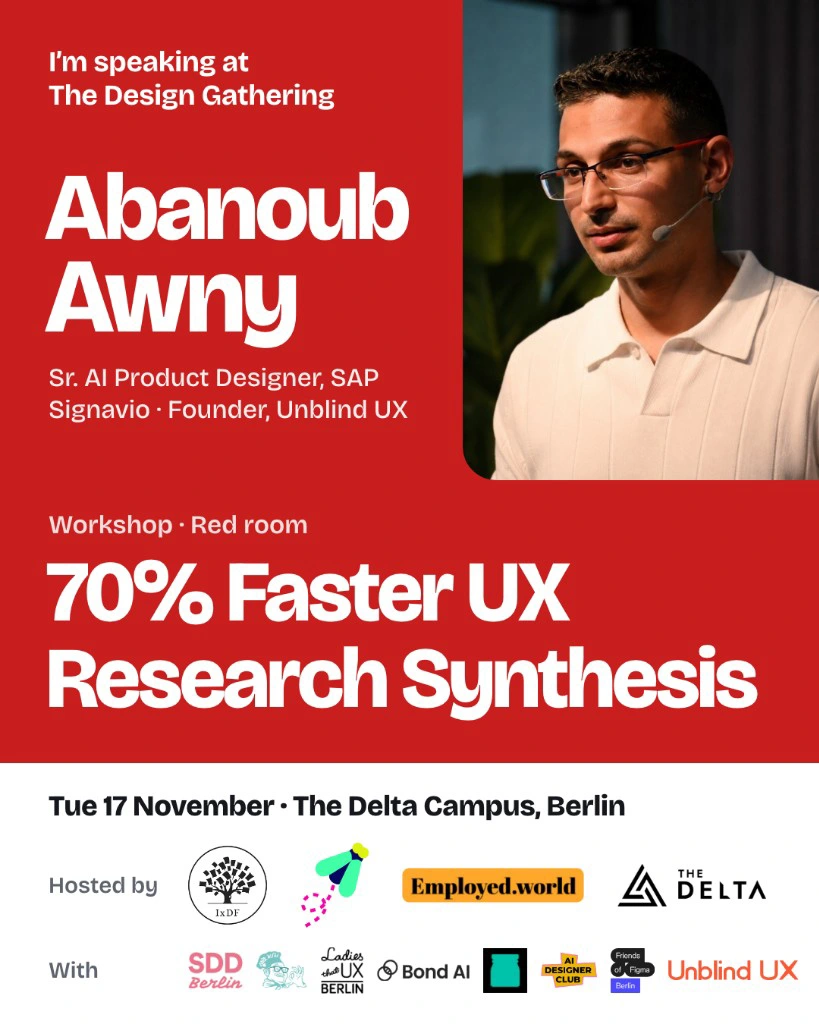 I'm speaking at
The Design Gathering
Abanoub
Awny
Sr. AI Product Designer, SAP
Signavio · Founder, Unblind UX
Workshop · Red room
70% Faster UX
Research Synthesis
Tue 17 November · The Delta Campus, Berlin
Hosted by
IxDF
Employed.world
THE
DELTA
With
SDD
Berlin
Ladies
that UX
BERLIN
Bond AI
AI
DESIGNER
CLUB
Friends
of Figma
Berlin
Unblind UX